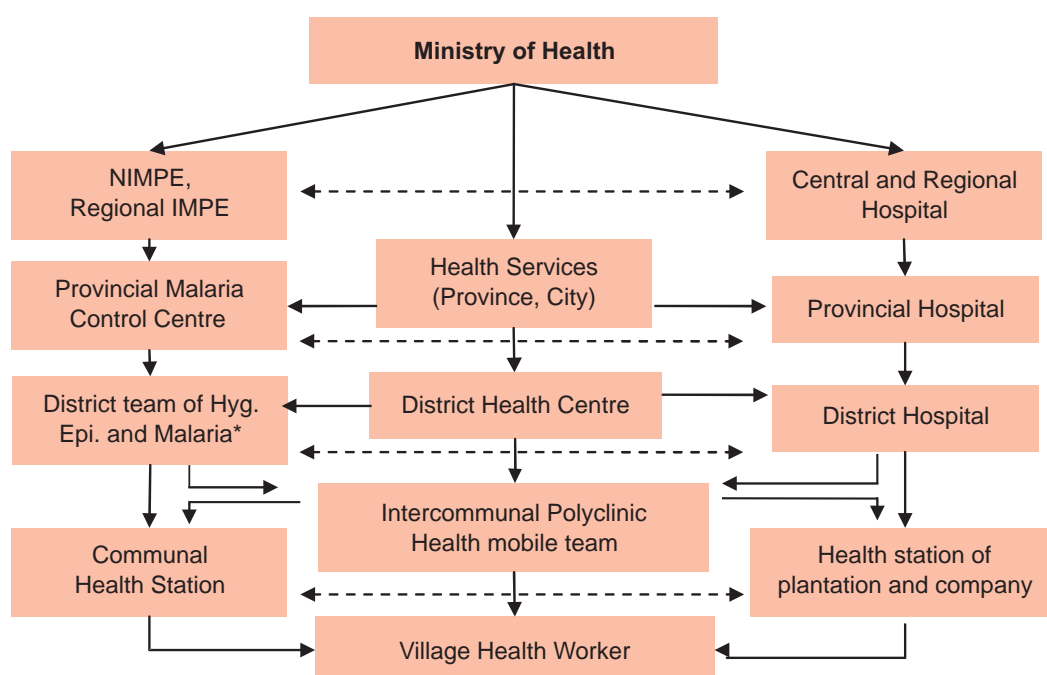 Ministry of Health
NIMPE,
Regional IMPE
Central and Regional
Hospital
Health Services
(Province, City)
Provincial Malaria
Control Centre
Provincial Hospital
District team of Hyg.
Epi. and Malaria*
District Health Centre
District Hospital
Intercommunal Polyclinic
Health mobile team
Communal
Health Station
Health station of
plantation and company
Village Health Worker